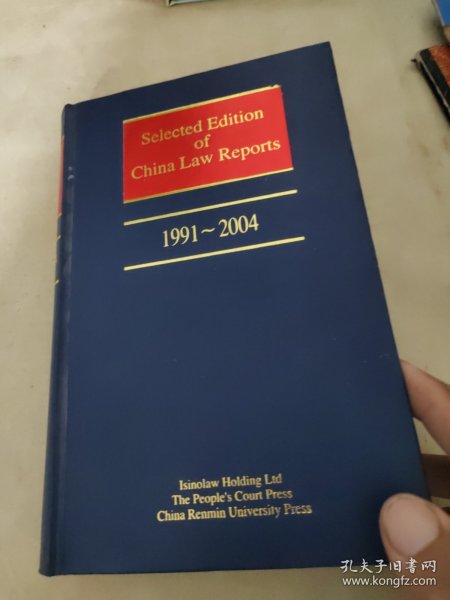 Selected Edition
of
China Law Reports
1991~2004
Isinolaw Holding Ltd
The People's Court Press
China Renmin University Press
孔夫子旧书网
www.kongfz.com